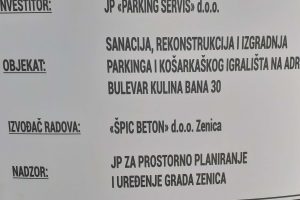 INVESTITOR: JP «PARKING SERVIS» d.o.o.
SANACIJA, REKONSTRUKCIJA I IZGRADNJA
OBJEKAT: PARKINGA I KOŠARKAŠKOG IGRALIŠTA NA ADR
BULEVAR KULINA BANA 30
IZVOĐAČ RADOVA: «ŠPIC BETON» d.o.o. Zenica
NADZOR: JP ZA PROSTORNO PLANIRANJE
I UREĐENJE GRADA ZENICA